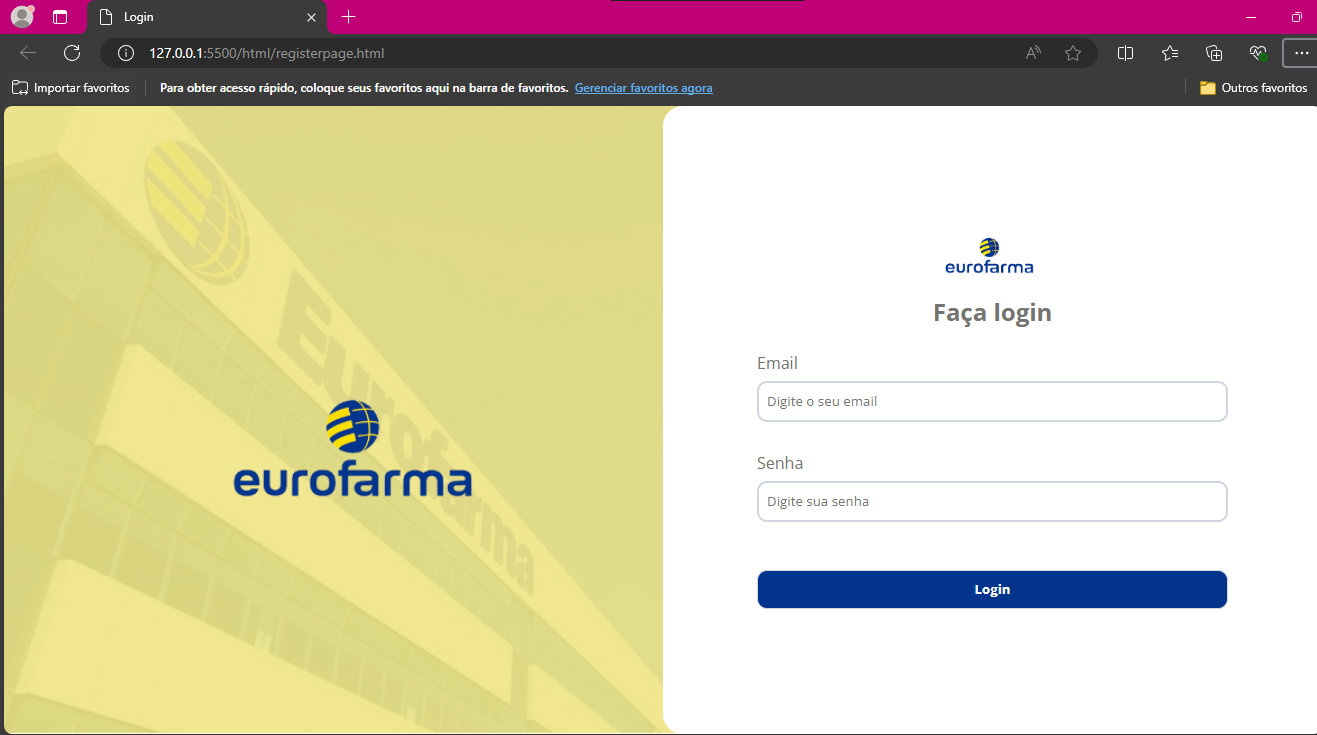 Login
127.0.0.1:5500/html/registerpage.html
Importar favoritos
Para obter acesso rápido, coloque seus favoritos aqui na barra de favoritos. Gerenciar favoritos agora
Outros favoritos
Eurofarma
eurofarma
eurofarma
Faça login
Email
Digite o seu email
Senha
Digite sua senha
Login